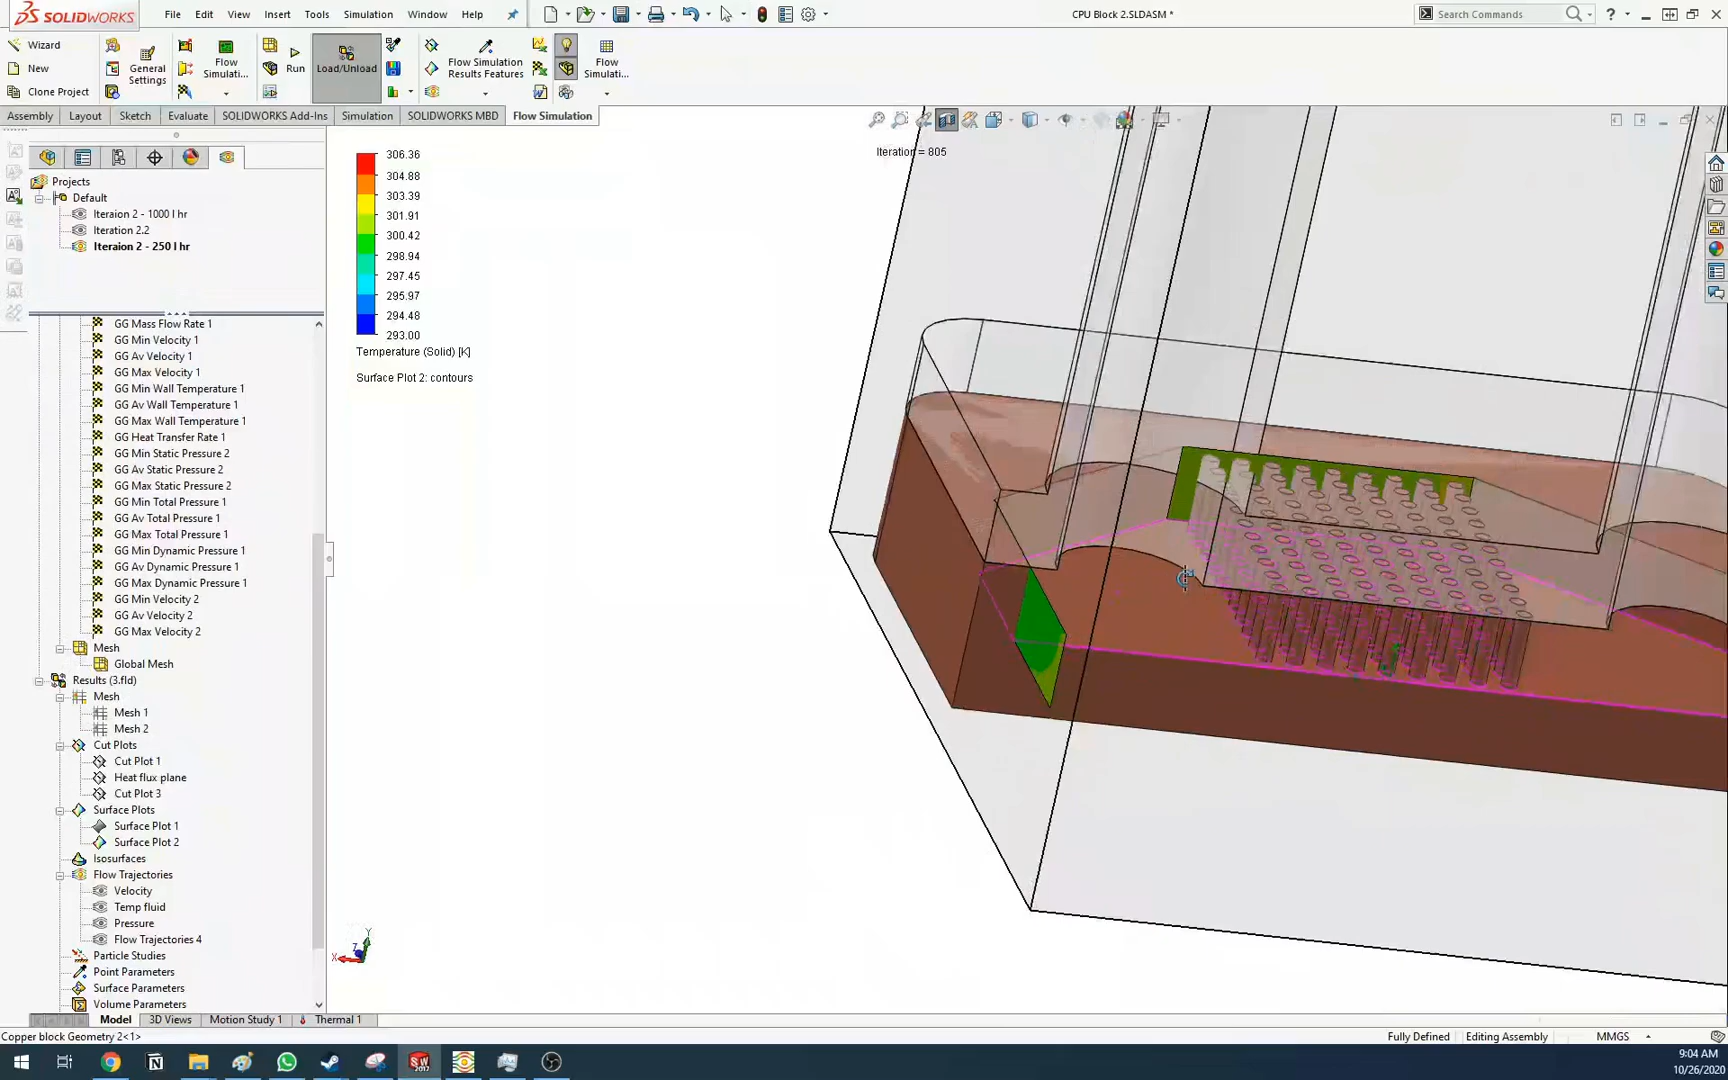 SOLIDWORKS
File Edit View Insert Tools Simulation Window Help
CPU Block 2.SLDASM *
Search Commands
Wizard
New
Clone Project
General Settings
Flow Simulati...
Run
Load/Unload
Flow Simulation Results Features
Flow Simulati...
Assembly Layout Sketch Evaluate SOLIDWORKS Add-Ins Simulation SOLIDWORKS MBD Flow Simulation
Projects
Default
Iteraion 2 - 1000 l hr
Iteration 2.2
Iteraion 2 - 250 l hr
GG Mass Flow Rate 1
GG Min Velocity 1
GG Av Velocity 1
GG Max Velocity 1
GG Min Wall Temperature 1
GG Av Wall Temperature 1
GG Max Wall Temperature 1
GG Heat Transfer Rate 1
GG Min Static Pressure 2
GG Av Static Pressure 2
GG Max Static Pressure 2
GG Min Total Pressure 1
GG Av Total Pressure 1
GG Max Total Pressure 1
GG Min Dynamic Pressure 1
GG Av Dynamic Pressure 1
GG Max Dynamic Pressure 1
GG Min Velocity 2
GG Av Velocity 2
GG Max Velocity 2
Mesh
Global Mesh
Results (3.fld)
Mesh
Mesh 1
Mesh 2
Cut Plots
Cut Plot 1
Heat flux plane
Cut Plot 3
Surface Plots
Surface Plot 1
Surface Plot 2
Isosurfaces
Flow Trajectories
Velocity
Temp fluid
Pressure
Flow Trajectories 4
Particle Studies
Point Parameters
Surface Parameters
Volume Parameters
306.36
304.88
303.39
301.91
300.42
298.94
297.45
295.97
294.48
293.00
Temperature (Solid) [K]
Surface Plot 2: contours
Iteration = 805
Y
Z
X
Model 3D Views Motion Study 1 Thermal 1
Copper block Geometry 2<1>
Fully Defined Editing Assembly MMGS
9:04 AM
10/26/2020